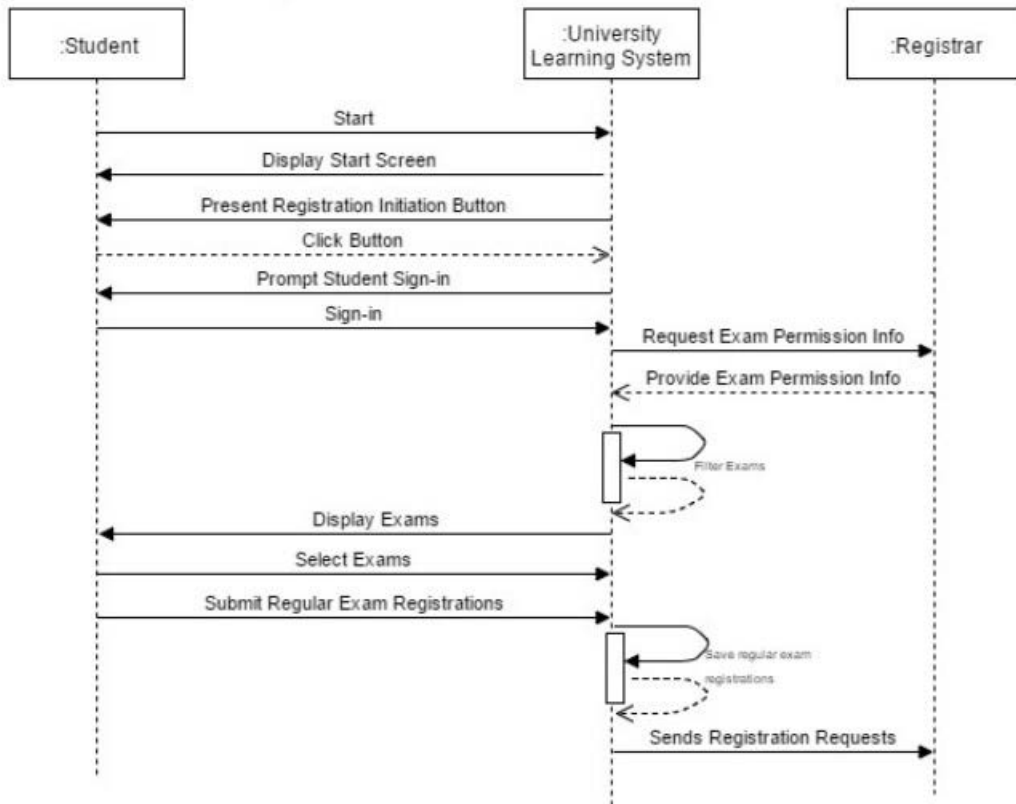 :Student
:University
Learning System
:Registrar
Start
Display Start Screen
Present Registration Initiation Button
Click Button
Prompt Student Sign-in
Sign-in
Request Exam Permission Info
Provide Exam Permission Info
Filter Exams
Display Exams
Select Exams
Submit Regular Exam Registrations
Save regular exam
registrations
Sends Registration Requests